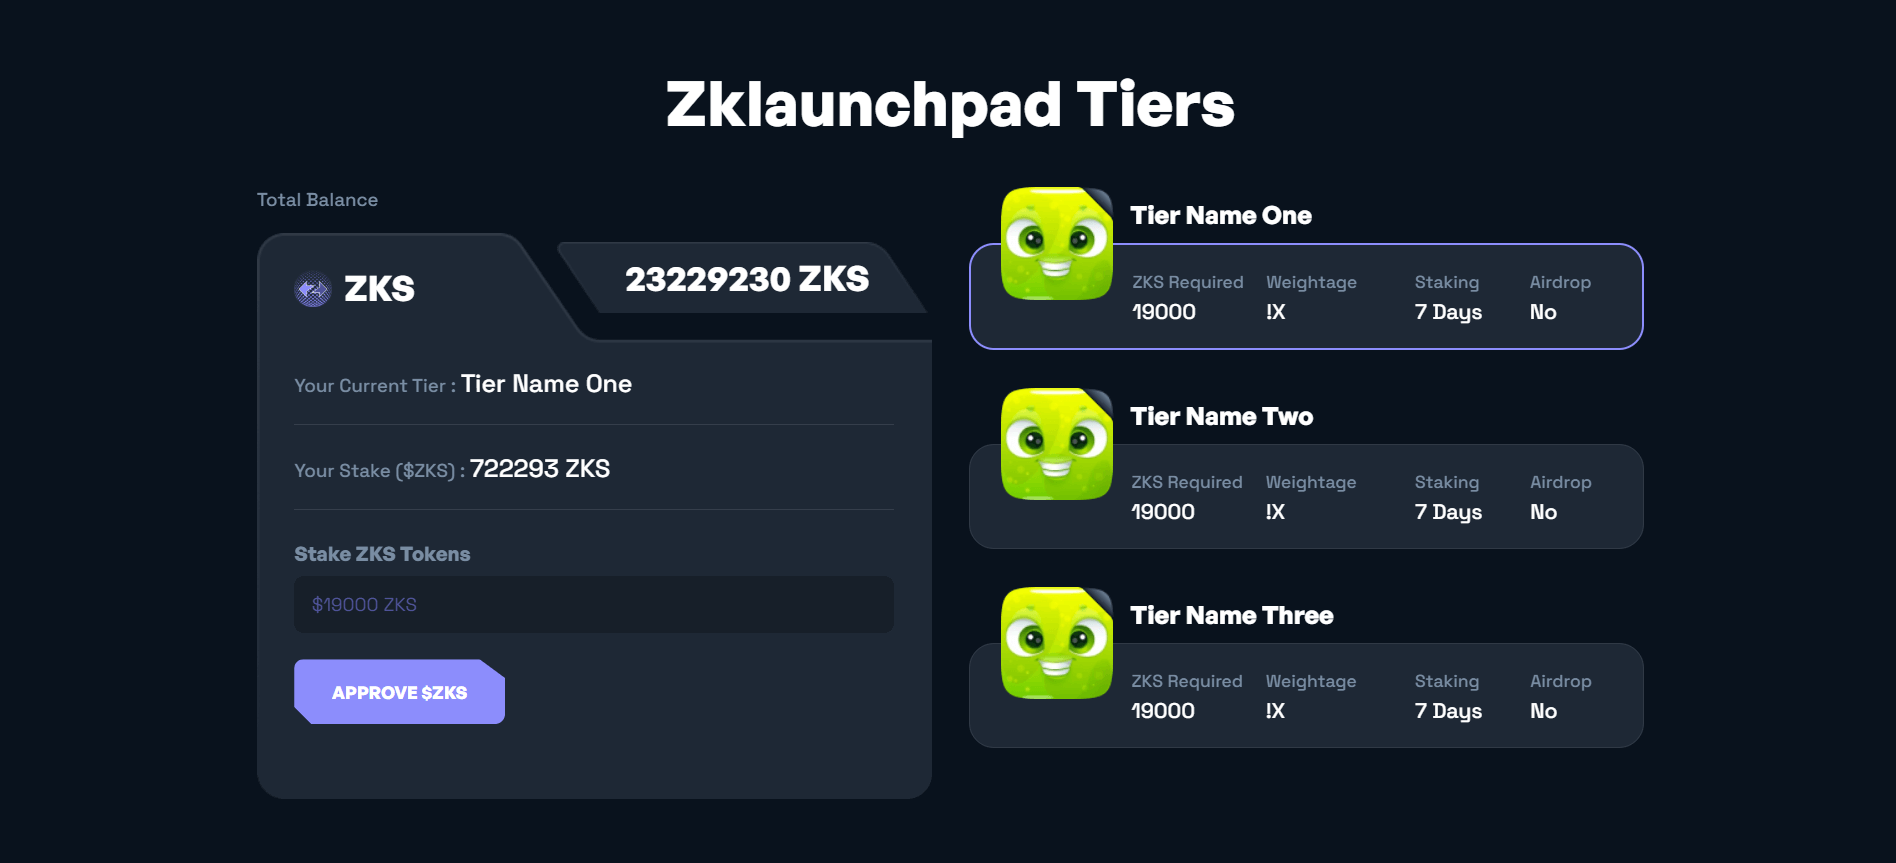 Zklaunchpad Tiers
Total Balance
ZKS
23229230 ZKS
Your Current Tier : Tier Name One
Your Stake ($ZKS) : 722293 ZKS
Stake ZKS Tokens
$19000 ZKS
APPROVE $ZKS
Tier Name One
ZKS Required Weightage Staking Airdrop
19000 !X 7 Days No
Tier Name Two
ZKS Required Weightage Staking Airdrop
19000 !X 7 Days No
Tier Name Three
ZKS Required Weightage Staking Airdrop
19000 !X 7 Days No